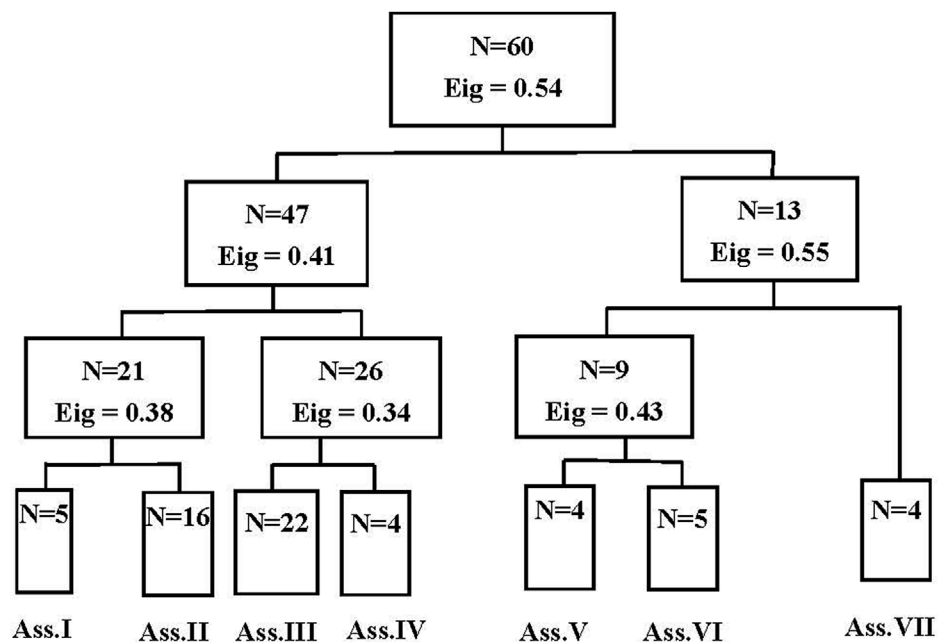 N=60
Eig = 0.54
N=47
Eig = 0.41
N=13
Eig = 0.55
N=21
Eig = 0.38
N=26
Eig = 0.34
N=9
Eig = 0.43
N=5
N=16
N=22
N=4
N=4
N=5
N=4
Ass.I
Ass.II
Ass.III
Ass.IV
Ass.V
Ass.VI
Ass.VII